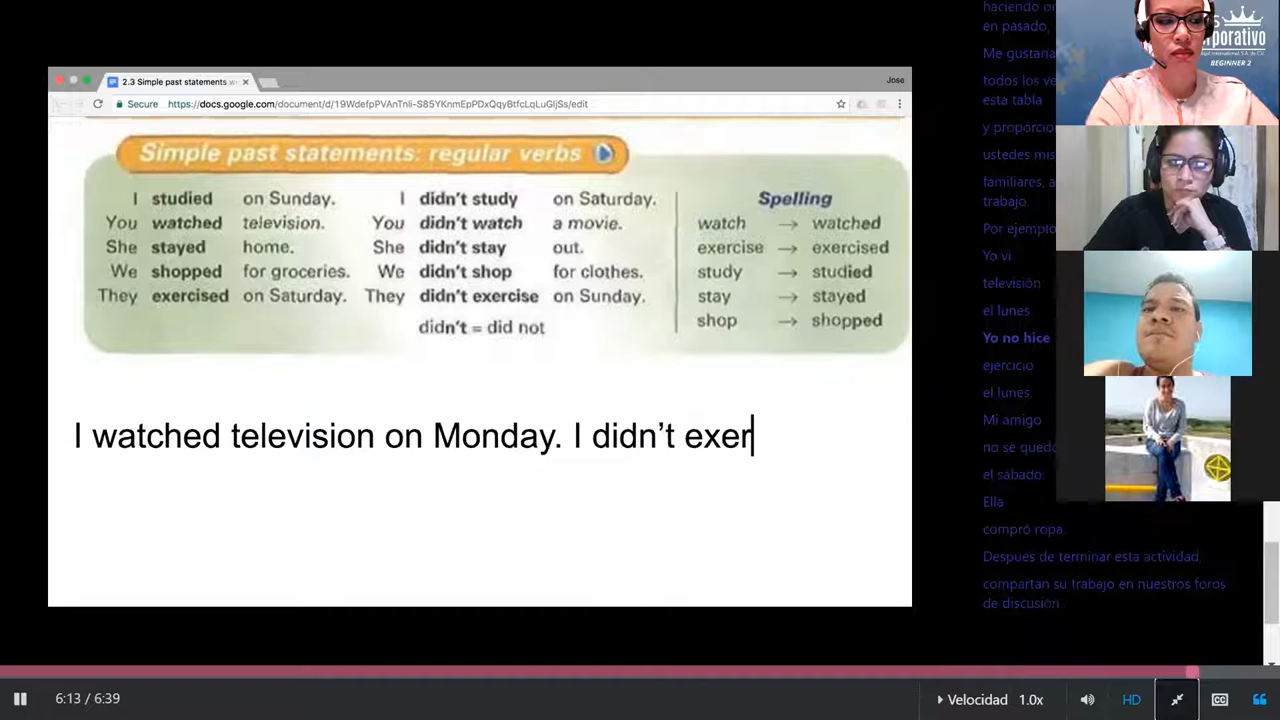 2.3 Simple past statements w
Jose
Secure https://docs.google.com/document/d/19WdefpPVAnTnli-S85YKnmEpPDxQqyBtfcLqLuGljSs/edit
Simple past statements: regular verbs
I studied on Sunday. I didn't study on Saturday.
You watched television. You didn't watch a movie.
She stayed home. She didn't stay out.
We shopped for groceries. We didn't shop for clothes.
They exercised on Saturday. They didn't exercise on Sunday.
didn't = did not
Spelling
watch → watched
exercise → exercised
study → studied
stay → stayed
shop → shopped
I watched television on Monday. I didn't exer
haciendo
en pasado,
Me gustaría
todos los
esta tabla
y proporcio
ustedes mis
familiares, a
trabajo.
Por ejemplo
Yo vi
televisión
el lunes
Yo no hice
ejercicio
el lunes.
Mi amigo
no se quedó
el sábado.
Ella
compró ropa.
Después de terminar esta actividad,
compartan su trabajo en nuestros foros
de discusión.
orporativo
BEGINNER 2
6:13 / 6:39
Velocidad 1.0x
HD
CC